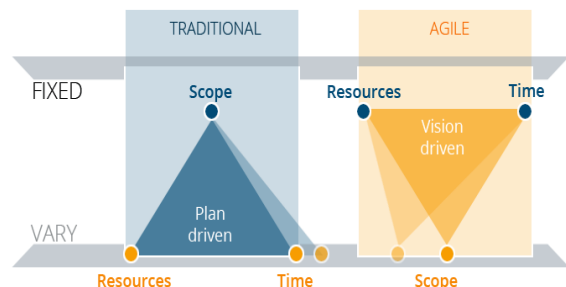 TRADITIONAL
AGILE
FIXED
Scope
Resources
Time
Vision
driven
Plan
driven
VARY
Resources
Time
Scope